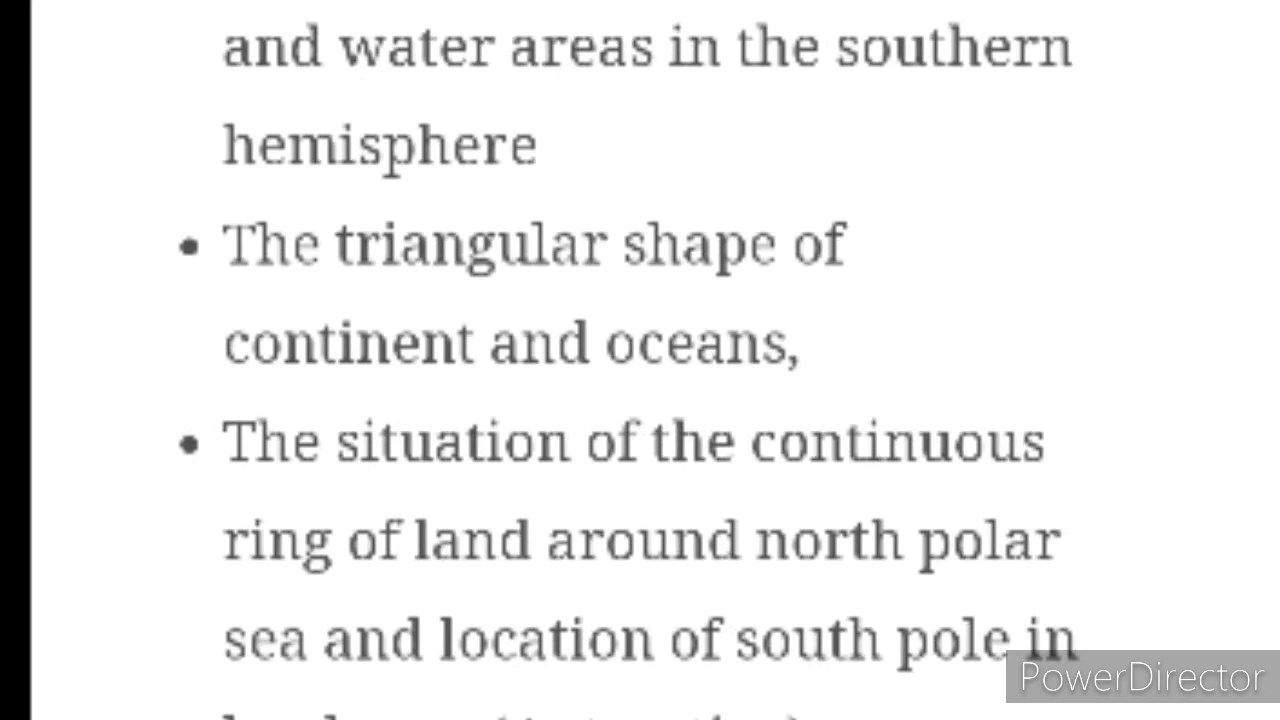 and water areas in the southern
hemisphere
• The triangular shape of
continent and oceans,
• The situation of the continuous
ring of land around north polar
sea and location of south pole in
PowerDirector